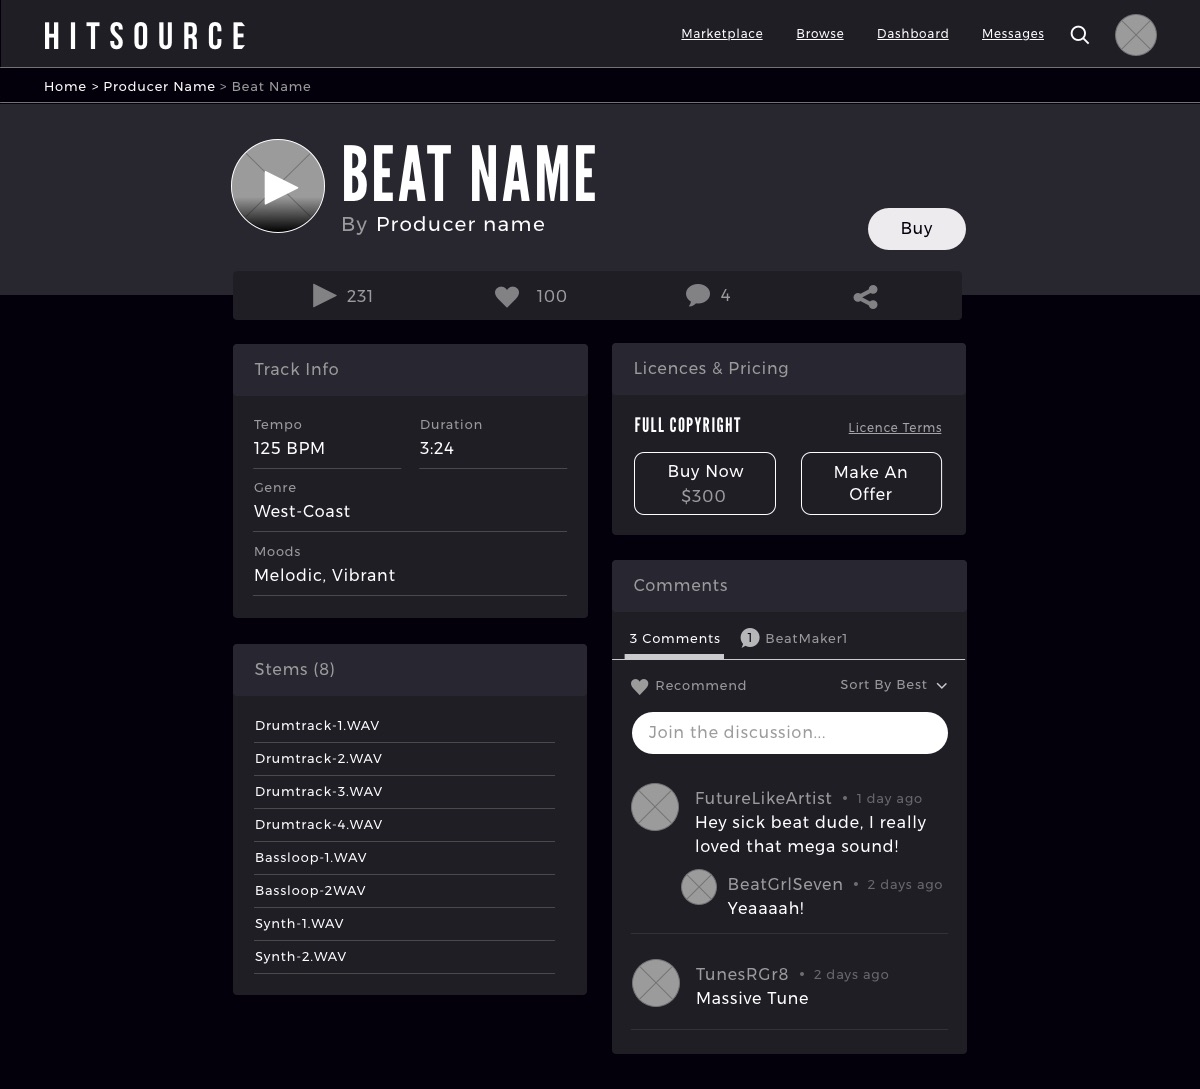 HITSOURCE
Marketplace Browse Dashboard Messages
Home > Producer Name > Beat Name
BEAT NAME
By Producer name
Buy
231 100 4
Track Info
Tempo Duration
125 BPM 3:24
Genre
West-Coast
Moods
Melodic, Vibrant
Stems (8)
Drumtrack-1.WAV
Drumtrack-2.WAV
Drumtrack-3.WAV
Drumtrack-4.WAV
Bassloop-1.WAV
Bassloop-2WAV
Synth-1.WAV
Synth-2.WAV
Licences & Pricing
FULL COPYRIGHT Licence Terms
Buy Now
$300
Make An
Offer
Comments
3 Comments 1 BeatMaker1
Recommend Sort By Best
Join the discussion...
FutureLikeArtist • 1 day ago
Hey sick beat dude, I really
loved that mega sound!
BeatGrlSeven • 2 days ago
Yeaaaah!
TunesRGr8 • 2 days ago
Massive Tune